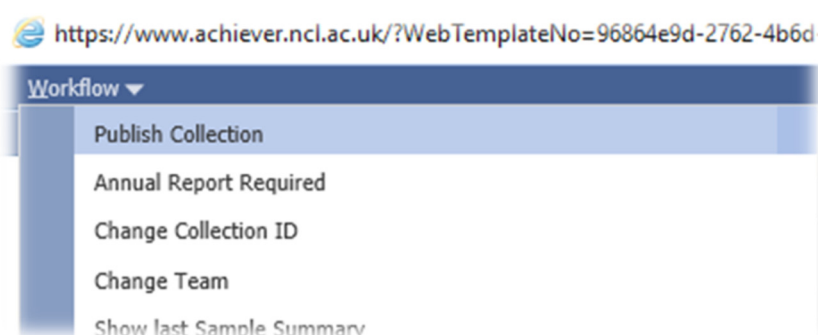 https://www.achiever.ncl.ac.uk/?WebTemplateNo=96864e9d-2762-4b6d
Workflow
Publish Collection
Annual Report Required
Change Collection ID
Change Team
Show last Sample Summary